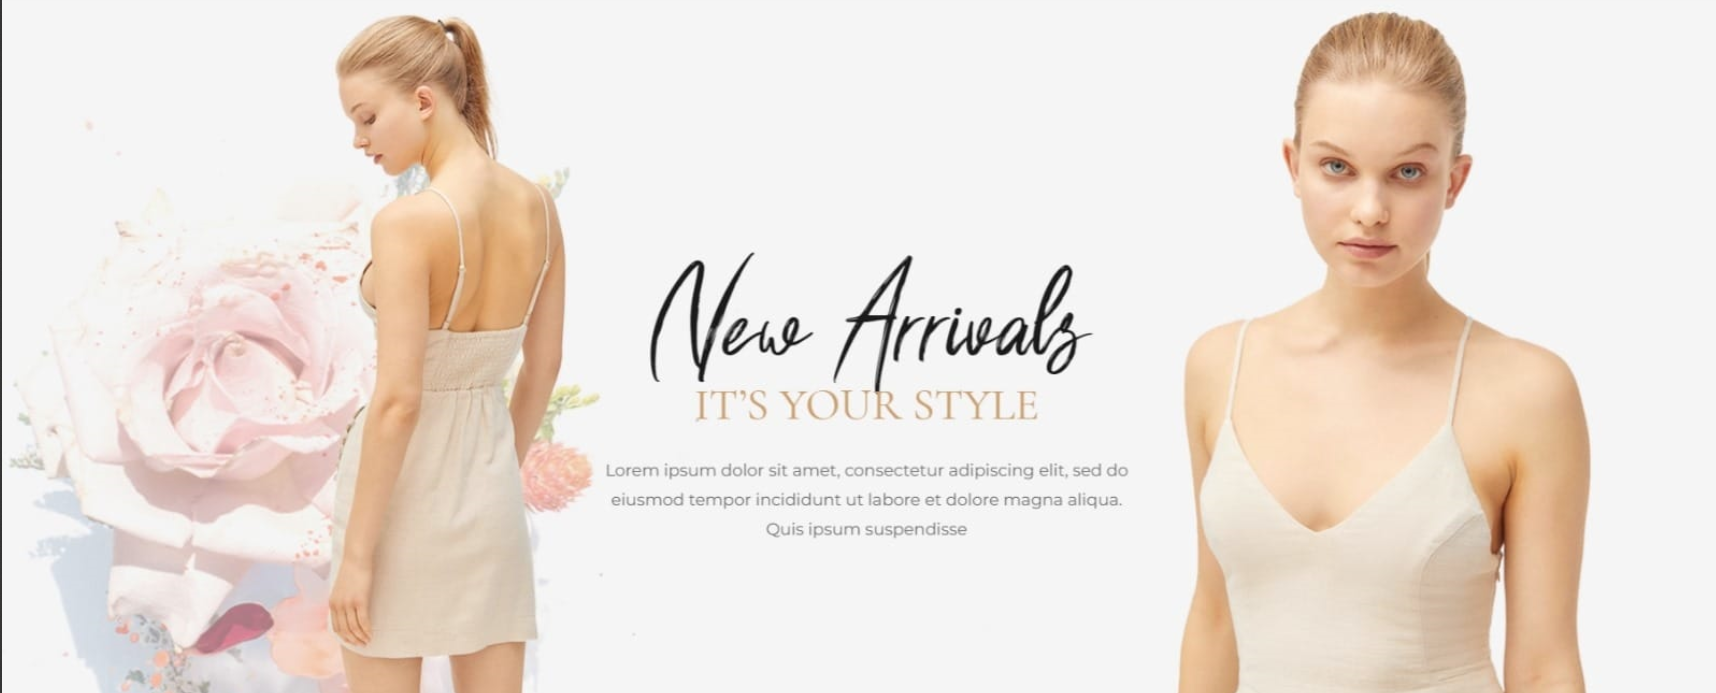 New Arrivals
IT'S YOUR STYLE
Lorem ipsum dolor sit amet, consectetur adipiscing elit, sed do
eiusmod tempor incididunt ut labore et dolore magna aliqua.
Quis ipsum suspendisse